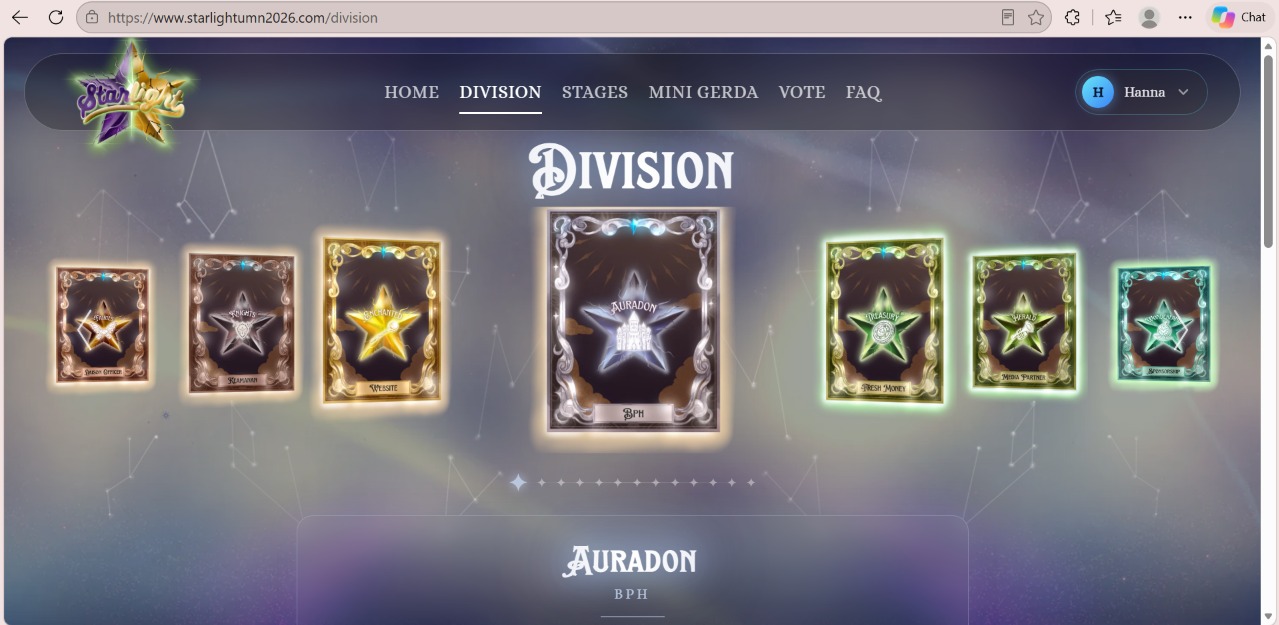 https://www.starlightumn2026.com/division
Chat
Starlight
HOME DIVISION STAGES MINI GERDA VOTE FAQ
H Hanna
DIVISION
KNIGHTS
KEAMANAN
ENCHANTED
WEBSITE
AURADON
BPH
TREASURE
FRESH MONEY
HERALD
MEDIA PARTNER
SPONSORSHIP
AURADON
BPH